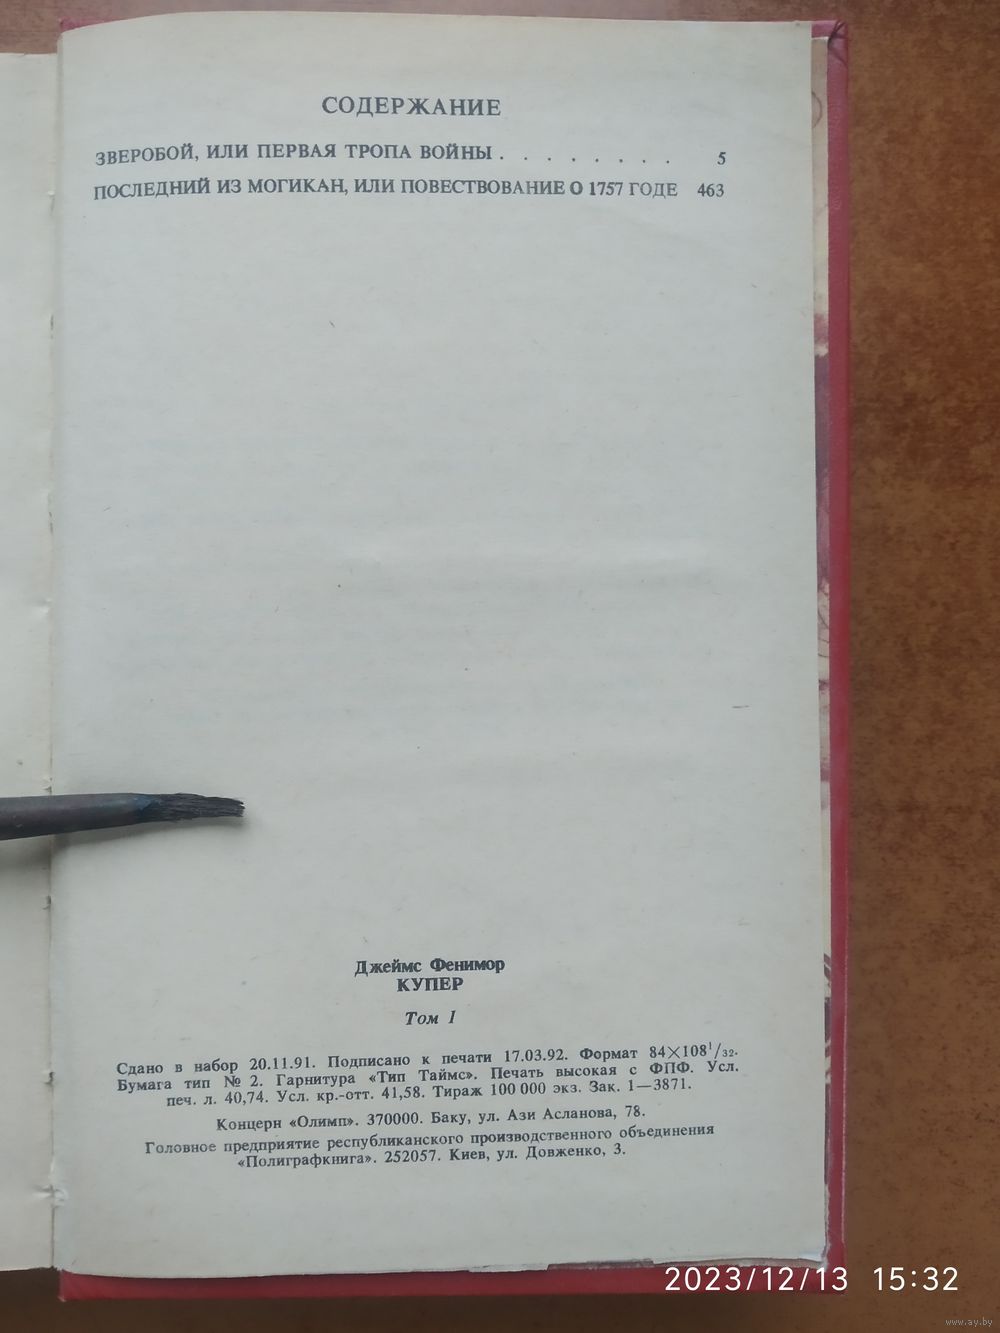 СОДЕРЖАНИЕ
ЗВЕРОБОЙ, ИЛИ ПЕРВАЯ ТРОПА ВОЙНЫ . . . . . . . . 5
ПОСЛЕДНИЙ ИЗ МОГИКАН, ИЛИ ПОВЕСТВОВАНИЕ О 1757 ГОДЕ 463
Джеймс Фенимор
КУПЕР
Том I
Сдано в набор 20.11.91. Подписано к печати 17.03.92. Формат 84×108¹/₃₂.
Бумага тип № 2. Гарнитура «Тип Таймс». Печать высокая с ФПФ. Усл.
печ. л. 40,74. Усл. кр.-отт. 41,58. Тираж 100 000 экз. Зак. 1—3871.
Концерн «Олимп». 370000. Баку, ул. Ази Асланова, 78.
Головное предприятие республиканского производственного объединения
«Полиграфкнига». 252057. Киев, ул. Довженко, 3.
2023/12/13 15:32
www.ay.by